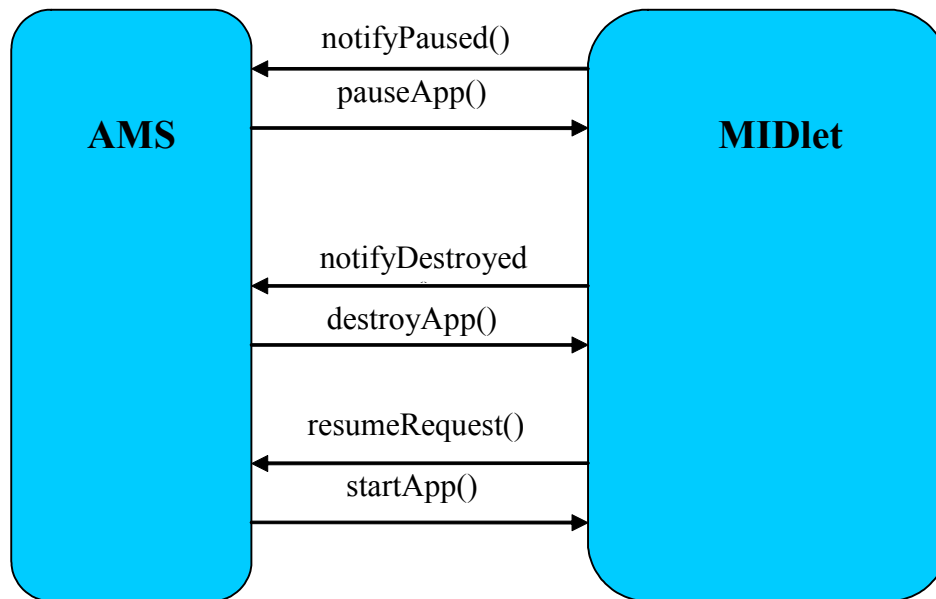 notifyPaused()
pauseApp()
AMS
MIDlet
notifyDestroyed
()
destroyApp()
resumeRequest()
startApp()